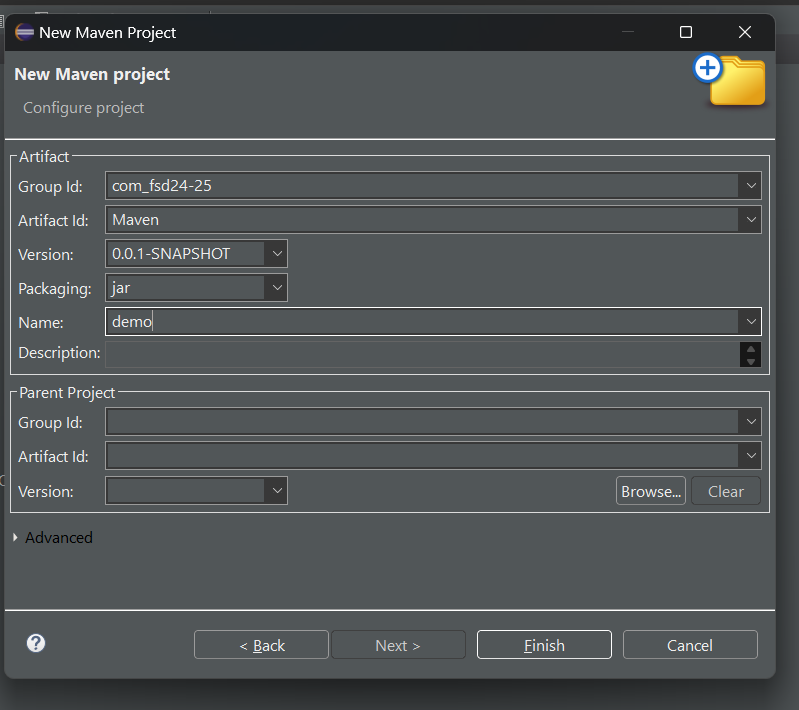 New Maven Project
New Maven project
Configure project
Artifact
Group Id: com_fsd24-25
Artifact Id: Maven
Version: 0.0.1-SNAPSHOT
Packaging: jar
Name: demo
Description:
Parent Project
Group Id:
Artifact Id:
Version: Browse... Clear
Advanced
? < Back Next > Finish Cancel